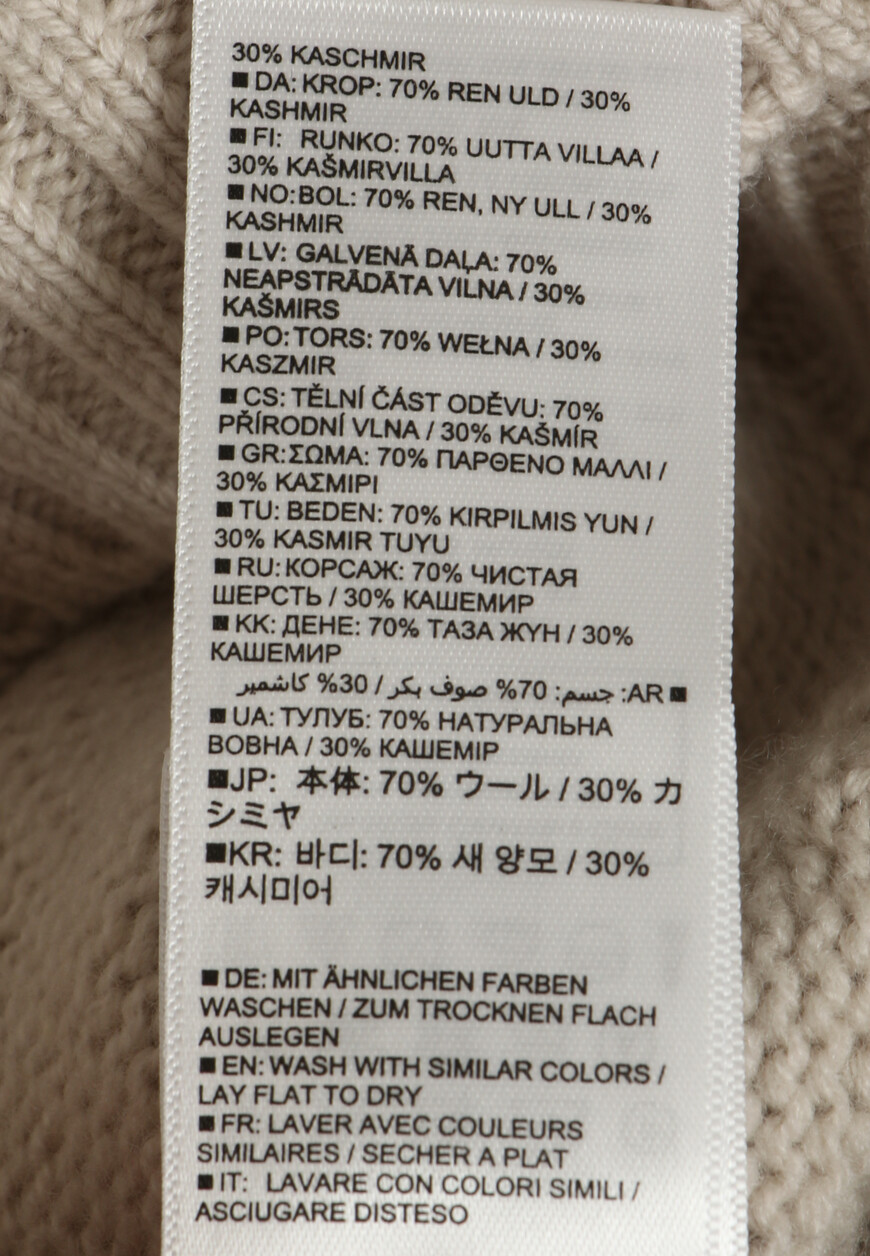 30% KASCHMIR
■ DA: KROP: 70% REN ULD / 30%
KASHMIR
■ FI: RUNKO: 70% UUTTA VILLAA /
30% KAŠMIRVILLA
■ NO: BOL: 70% REN, NY ULL / 30%
KASHMIR
■ LV: GALVENĀ DAĻA: 70%
NEAPSTRĀDĀTA VILNA / 30%
KAŠMIRS
■ PO: TORS: 70% WEŁNA / 30%
KASZMIR
■ CS: TĚLNÍ ČÁST ODĚVU: 70%
PŘÍRODNÍ VLNA / 30% KAŠMÍR
■ GR: ΣΩΜΑ: 70% ΠΑΡΘΕΝΟ ΜΑΛΛΙ /
30% ΚΑΣΜΙΡΙ
■ TU: BEDEN: 70% KIRPILMIS YUN /
30% KASMIR TUYU
■ RU: КОРСАЖ: 70% ЧИСТАЯ
ШЕРСТЬ / 30% КАШЕМИР
■ KK: ДЕНЕ: 70% ТАЗА ЖҮН / 30%
КАШЕМИР
■ AR: جسم: 70% صوف بكر / 30% كاشمير
■ UA: ТУЛУБ: 70% НАТУРАЛЬНА
ВОВНА / 30% КАШЕМІР
■JP: 本体: 70% ウール / 30% カ
シミヤ
■KR: 바디: 70% 새 양모 / 30%
캐시미어
■ DE: MIT ÄHNLICHEN FARBEN
WASCHEN / ZUM TROCKNEN FLACH
AUSLEGEN
■ EN: WASH WITH SIMILAR COLORS /
LAY FLAT TO DRY
■ FR: LAVER AVEC COULEURS
SIMILAIRES / SECHER A PLAT
■ IT: LAVARE CON COLORI SIMILI /
ASCIUGARE DISTESO